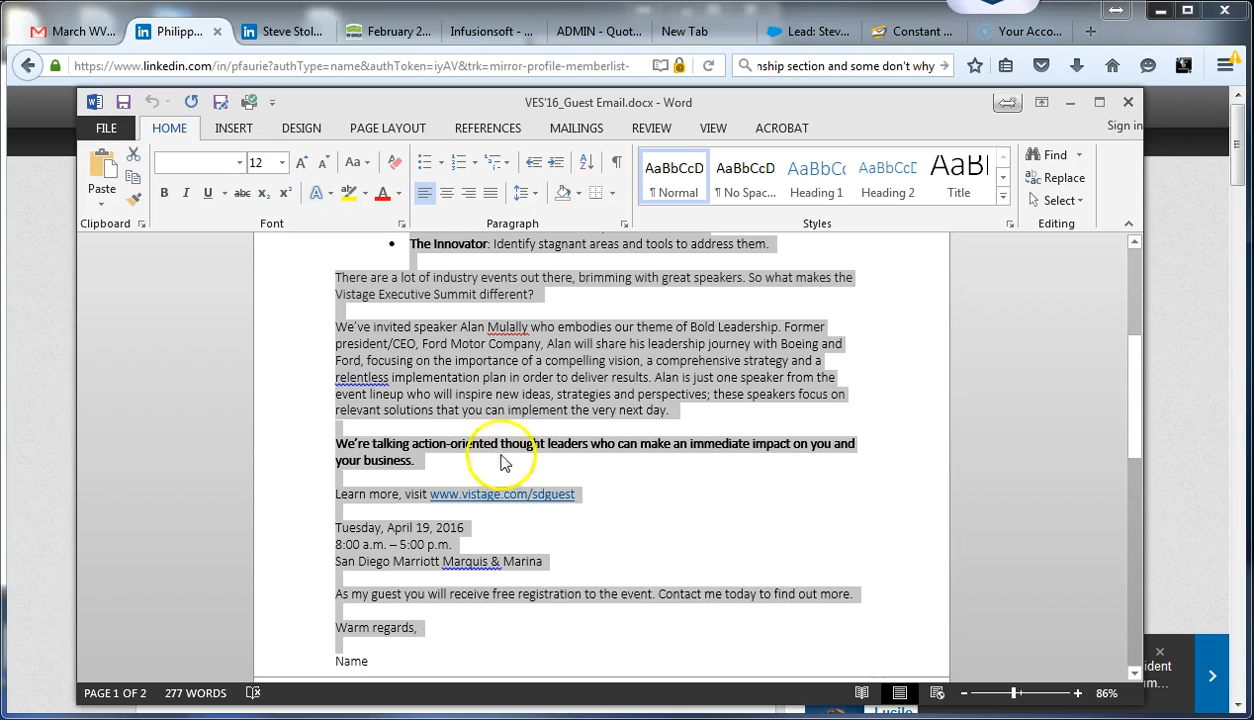 March WV...
Philipp...
Steve Stol...
February 2...
Infusionsoft - ...
ADMIN - Quot...
New Tab
Lead: Stev...
Constant ...
Your Acco...
https://www.linkedin.com/in/pfaurie?authType=name&authToken=iyAV&trk=mirror-profile-memberlist-
nership section and some don't why
VES'16_Guest Email.docx - Word
FILE HOME INSERT DESIGN PAGE LAYOUT REFERENCES MAILINGS REVIEW VIEW ACROBAT
Sign in
Paste
12
Clipboard
Font
Paragraph
AaBbCcD AaBbCcD AaBbCc AaBbCcD AaB
¶ Normal ¶ No Spac... Heading 1 Heading 2 Title
Styles
Find
Replace
Select
Editing
• The Innovator: Identify stagnant areas and tools to address them.
There are a lot of industry events out there, brimming with great speakers. So what makes the
Vistage Executive Summit different?
We've invited speaker Alan Mulally who embodies our theme of Bold Leadership. Former
president/CEO, Ford Motor Company, Alan will share his leadership journey with Boeing and
Ford, focusing on the importance of a compelling vision, a comprehensive strategy and a
relentless implementation plan in order to deliver results. Alan is just one speaker from the
event lineup who will inspire new ideas, strategies and perspectives; these speakers focus on
relevant solutions that you can implement the very next day.
We're talking action-oriented thought leaders who can make an immediate impact on you and
your business.
Learn more, visit www.vistage.com/sdguest
Tuesday, April 19, 2016
8:00 a.m. – 5:00 p.m.
San Diego Marriott Marquis & Marina
As my guest you will receive free registration to the event. Contact me today to find out more.
Warm regards,
Name
PAGE 1 OF 2 277 WORDS
86%
ident
im...
Lucile